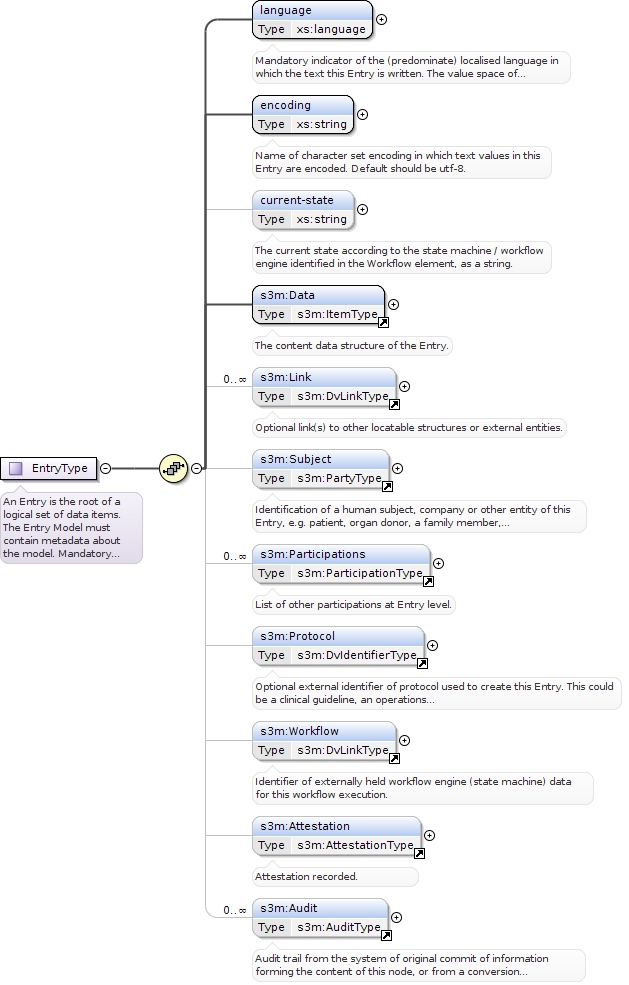 language
Type xs:language
Mandatory indicator of the (predominate) localised language in
which the text this Entry is written. The value space of...
encoding
Type xs:string
Name of character set encoding in which text values in this
Entry are encoded. Default should be utf-8.
current-state
Type xs:string
The current state according to the state machine / workflow
engine identified in the Workflow element, as a string.
s3m:Data
Type s3m:ItemType
The content data structure of the Entry.
0..∞
s3m:Link
Type s3m:DvLinkType
Optional link(s) to other locatable structures or external entities.
EntryType
An Entry is the root of a
logical set of data items.
The Entry Model must
contain metadata about
the model. Mandatory...
s3m:Subject
Type s3m:PartyType
Identification of a human subject, company or other entity of this
Entry, e.g. patient, organ donor, a family member,...
0..∞
s3m:Participations
Type s3m:ParticipationType
List of other participations at Entry level.
s3m:Protocol
Type s3m:DvIdentifierType
Optional external identifier of protocol used to create this Entry. This could
be a clinical guideline, an operations...
s3m:Workflow
Type s3m:DvLinkType
Identifier of externally held workflow engine (state machine) data
for this workflow execution.
s3m:Attestation
Type s3m:AttestationType
Attestation recorded.
0..∞
s3m:Audit
Type s3m:AuditType
Audit trail from the system of original commit of information
forming the content of this node, or from a conversion...